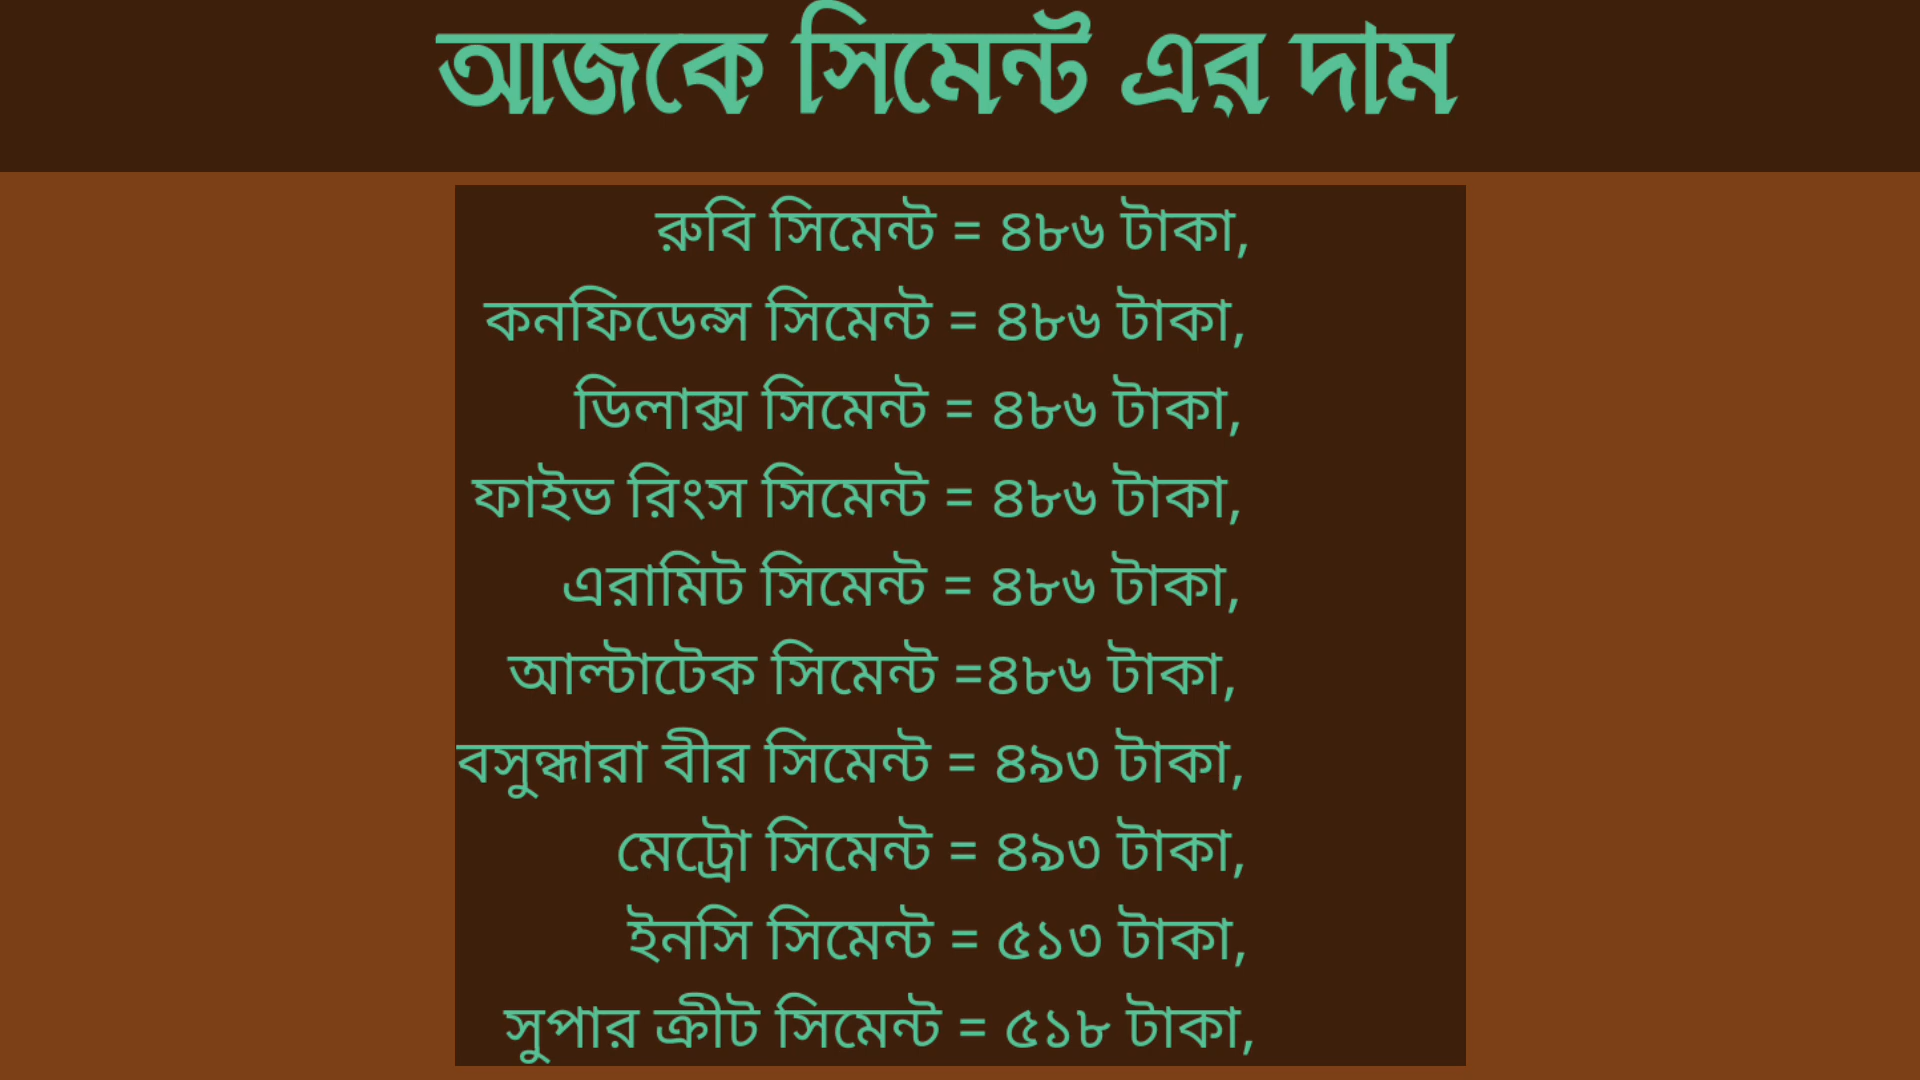 আজকে সিমেন্ট এর দাম
রুবি সিমেন্ট = ৪৮৬ টাকা,
কনফিডেন্স সিমেন্ট = ৪৮৬ টাকা,
ডিলাক্স সিমেন্ট = ৪৮৬ টাকা,
ফাইভ রিংস সিমেন্ট = ৪৮৬ টাকা,
এরামিট সিমেন্ট = ৪৮৬ টাকা,
আল্টাটেক সিমেন্ট =৪৮৬ টাকা,
বসুন্ধারা বীর সিমেন্ট = ৪৯৩ টাকা,
মেট্রো সিমেন্ট = ৪৯৩ টাকা,
ইনসি সিমেন্ট = ৫১৩ টাকা,
সুপার ক্রীট সিমেন্ট = ৫১৮ টাকা,